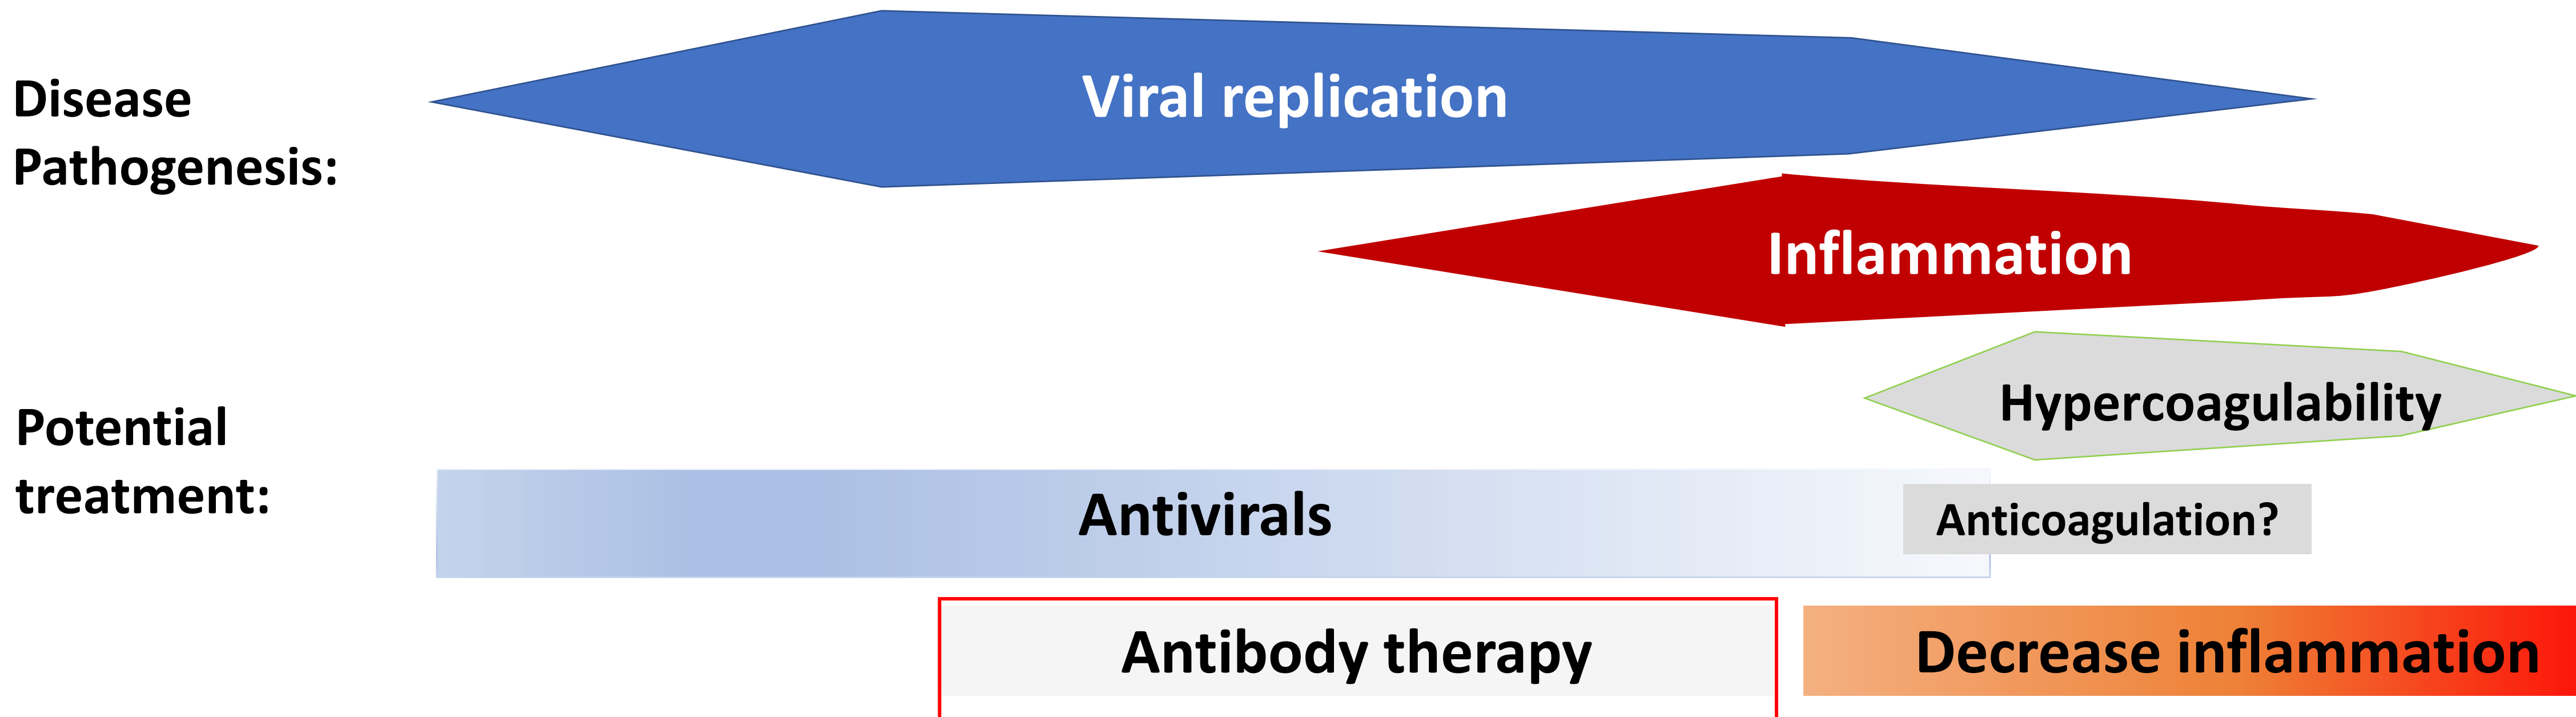 Disease
Pathogenesis:
Viral replication
Inflammation
Hypercoagulability
Potential
treatment:
Antivirals
Anticoagulation?
Antibody therapy
Decrease inflammation